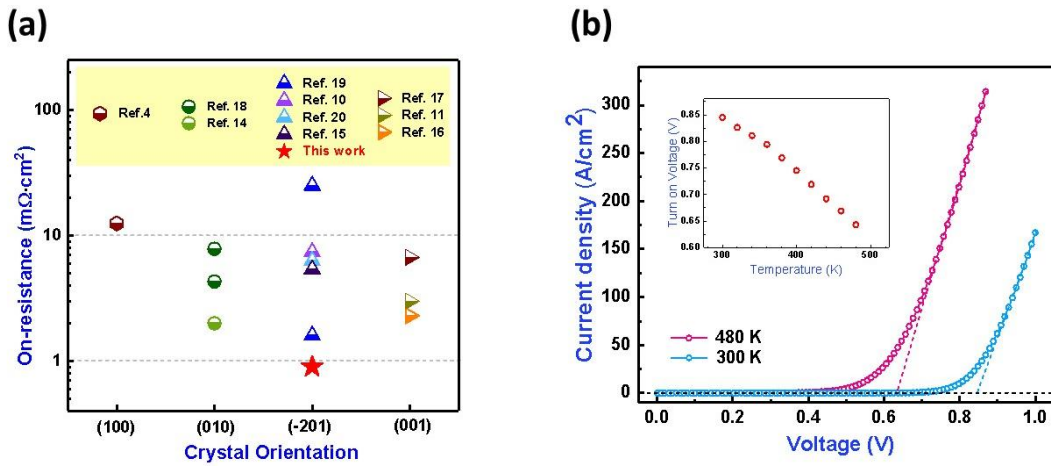 (a)
On-resistance (mΩ·cm²)
100
10
1
Ref.4
Ref. 18
Ref. 14
Ref. 19
Ref. 10
Ref. 20
Ref. 15
This work
Ref. 17
Ref. 11
Ref. 16
(100) (010) (-201) (001)
Crystal Orientation
(b)
Current density (A/cm²)
300
250
200
150
100
50
0
Turn on Voltage (V)
0.90
0.85
0.80
0.75
0.70
0.65
0.60
300 400 500
Temperature (K)
480 K
300 K
0.0 0.2 0.4 0.6 0.8 1.0
Voltage (V)